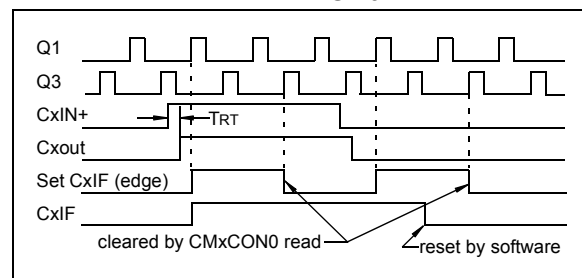 Q1
Q3
CxIN+
TRT
Cxout
Set CxIF (edge)
CxIF
cleared by CMxCON0 read
reset by software